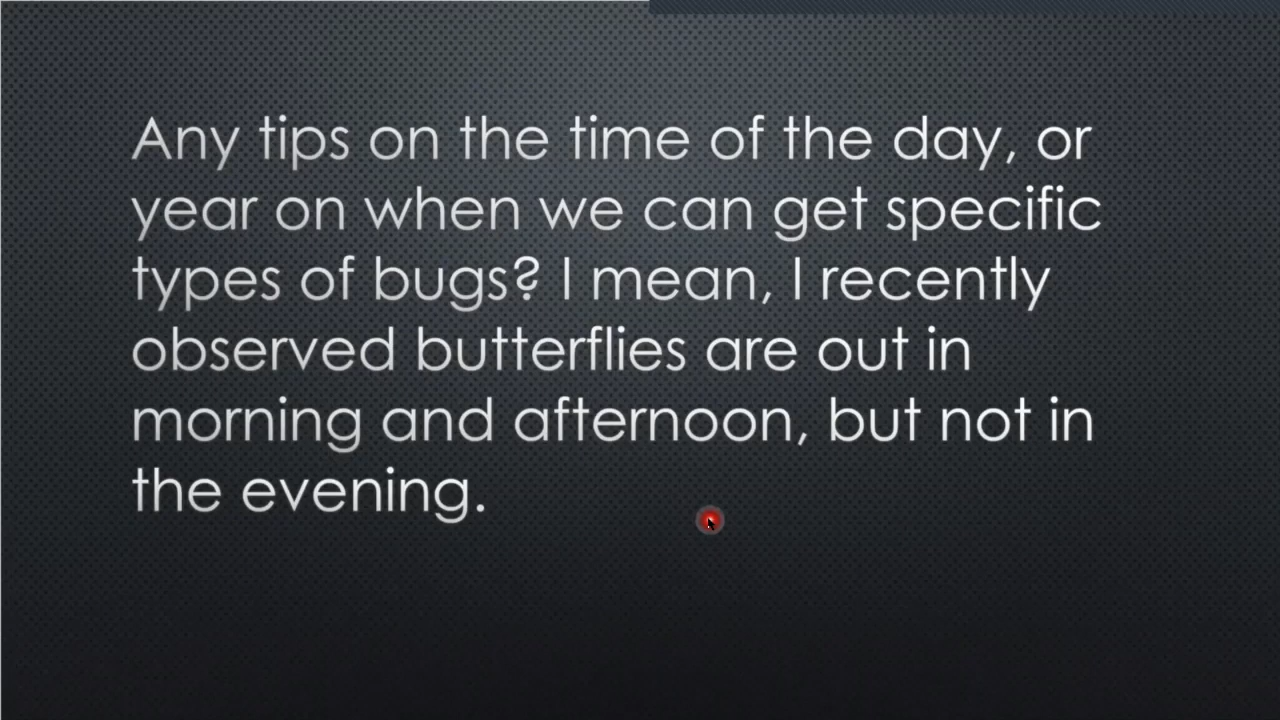 Any tips on the time of the day, or
year on when we can get specific
types of bugs? I mean, I recently
observed butterflies are out in
morning and afternoon, but not in
the evening.